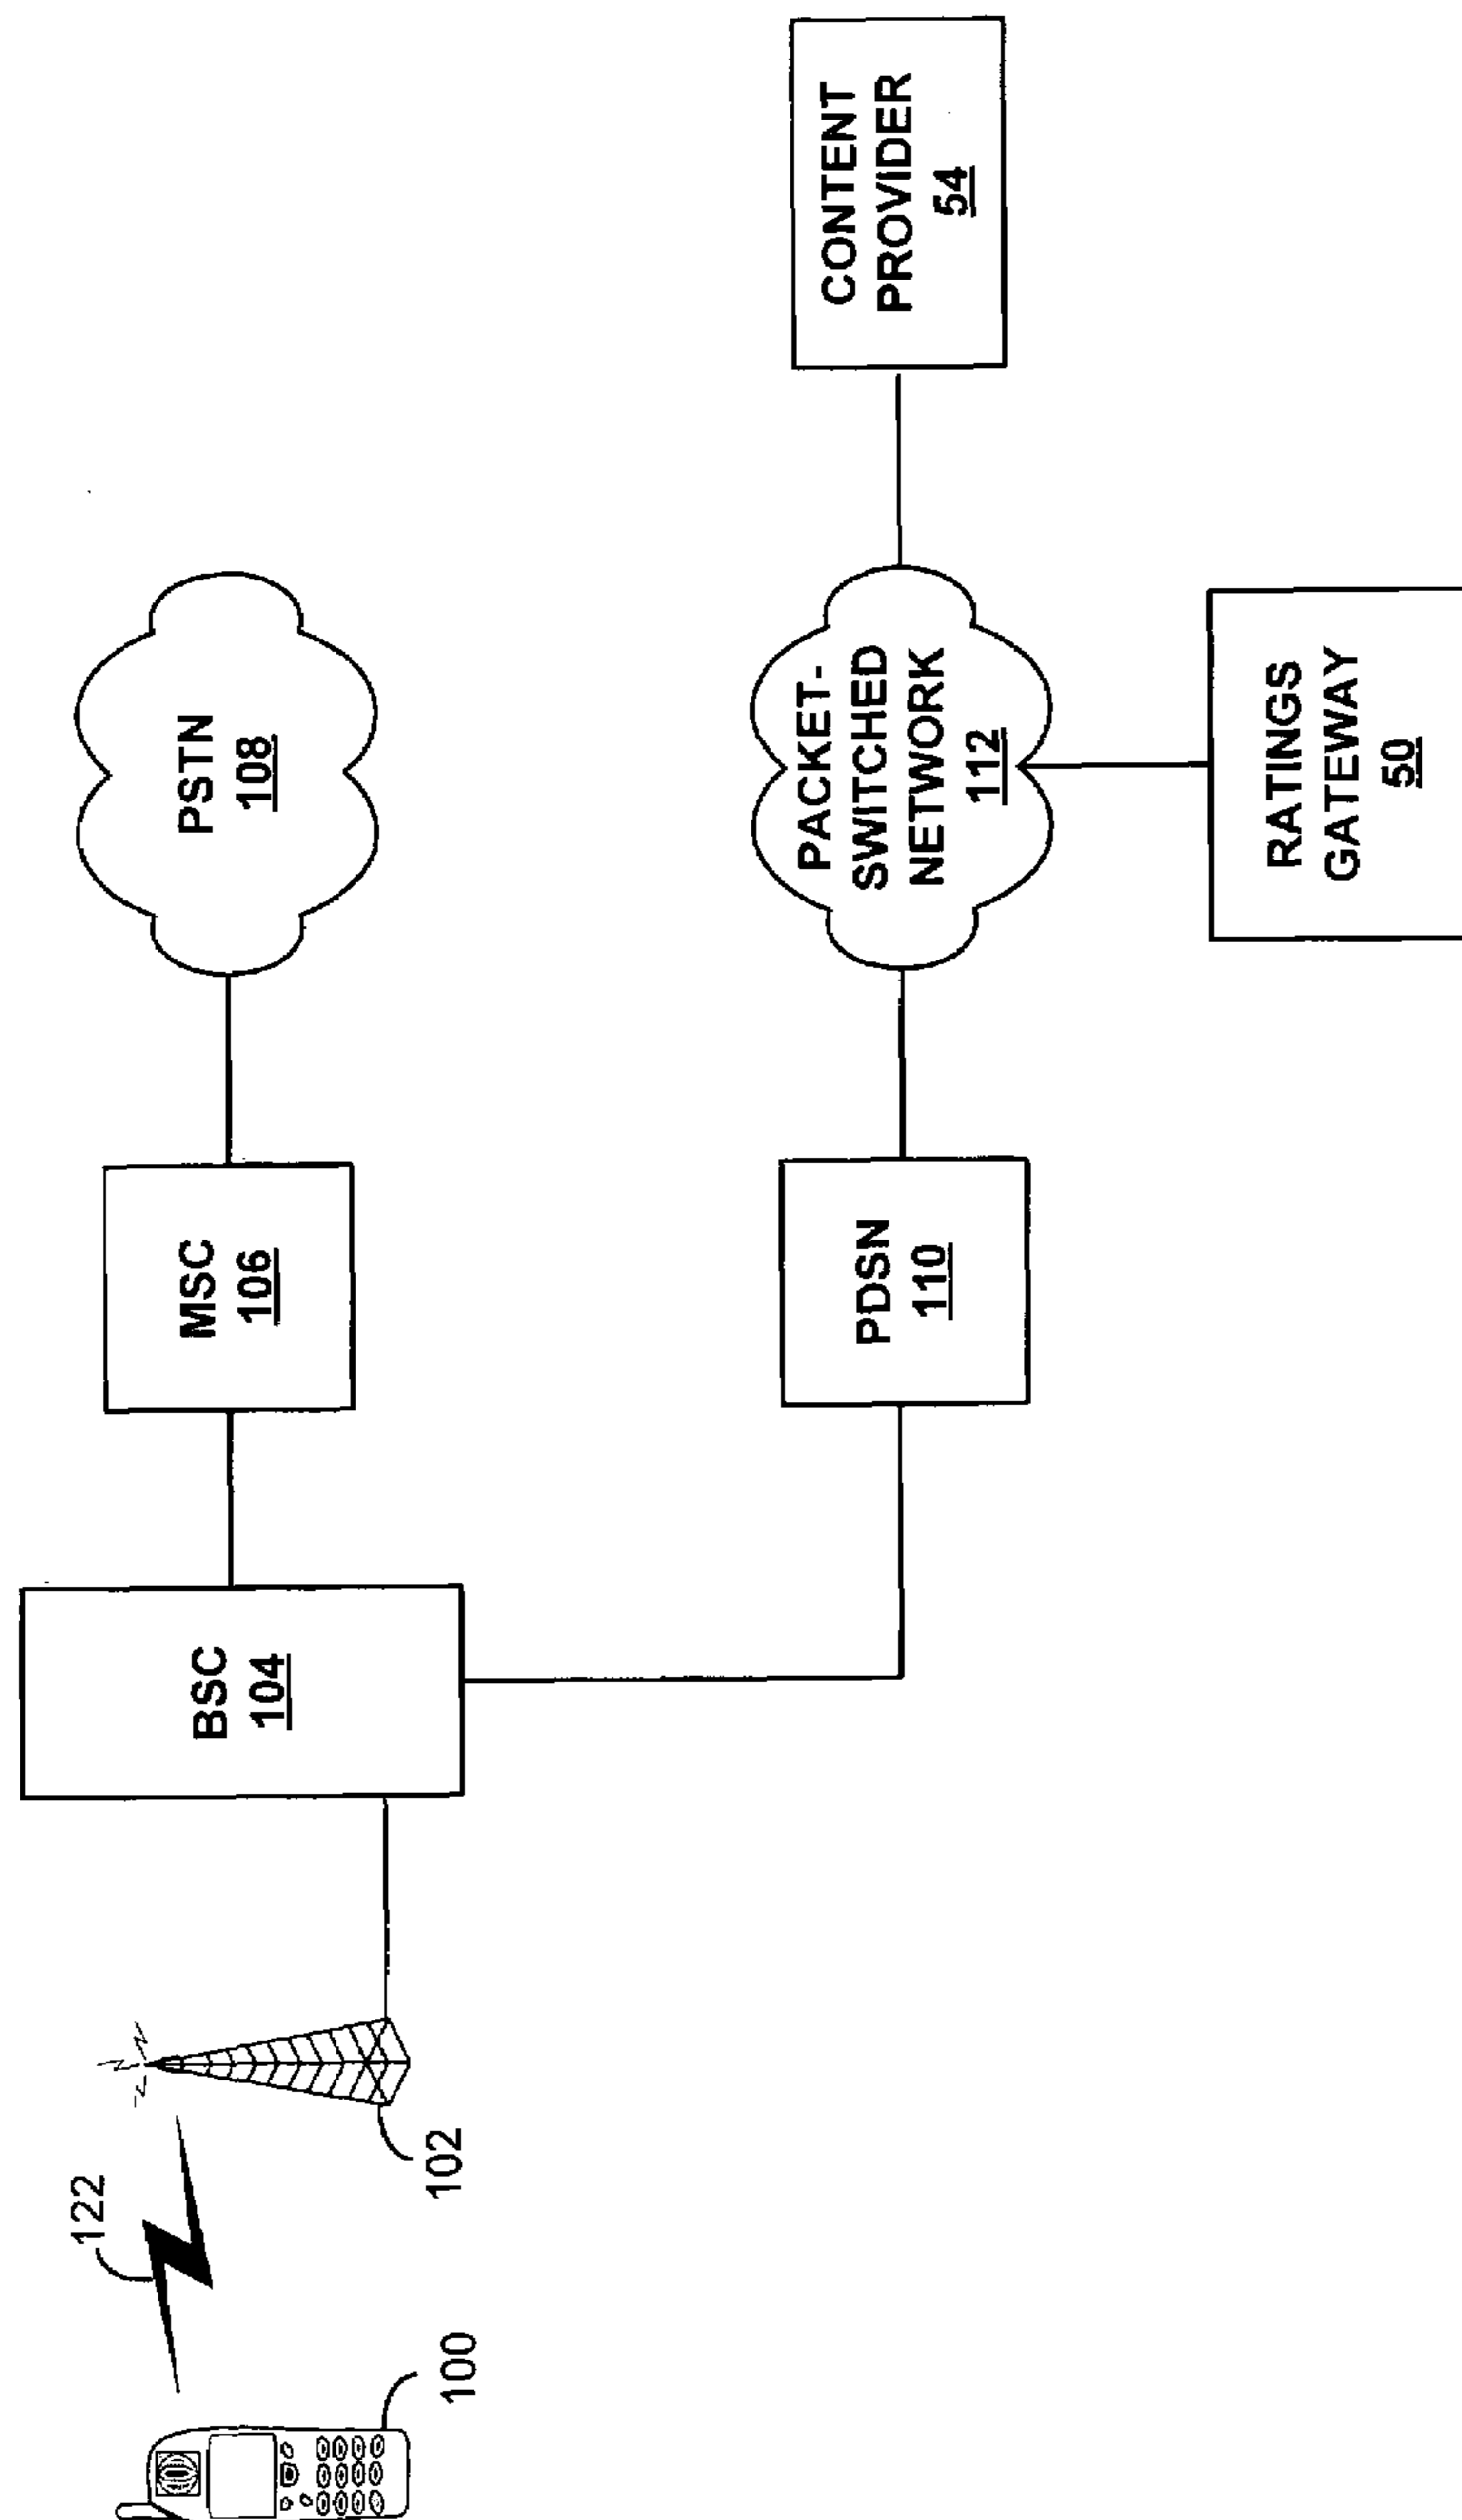 122
100
102
BSC
104
MSC
106
PSTN
108
PDSN
110
PACKET-
SWITCHED
NETWORK
112
CONTENT
PROVIDER
54
RATINGS
GATEWAY
50